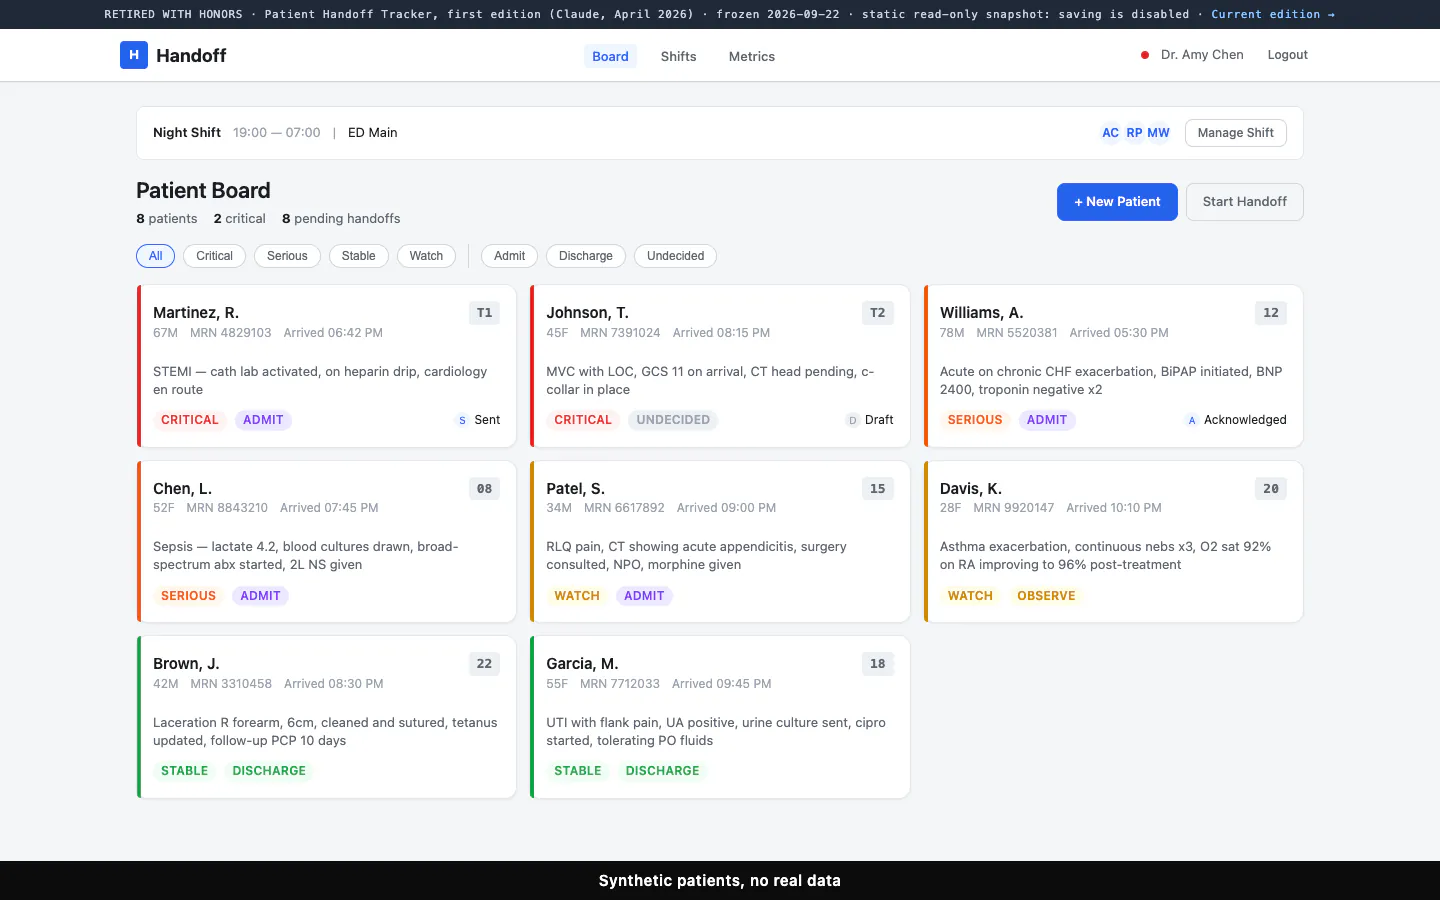 RETIRED WITH HONORS · Patient Handoff Tracker, first edition (Claude, April 2026) · frozen 2026-09-22 · static read-only snapshot: saving is disabled · Current edition →
H Handoff Board Shifts Metrics Dr. Amy Chen Logout
Night Shift 19:00 — 07:00 | ED Main AC RP MW Manage Shift
Patient Board
8 patients 2 critical 8 pending handoffs
+ New Patient Start Handoff
All Critical Serious Stable Watch Admit Discharge Undecided
Martinez, R. T1
67M MRN 4829103 Arrived 06:42 PM
STEMI — cath lab activated, on heparin drip, cardiology
en route
CRITICAL ADMIT S Sent
Johnson, T. T2
45F MRN 7391024 Arrived 08:15 PM
MVC with LOC, GCS 11 on arrival, CT head pending, c-
collar in place
CRITICAL UNDECIDED D Draft
Williams, A. 12
78M MRN 5520381 Arrived 05:30 PM
Acute on chronic CHF exacerbation, BiPAP initiated, BNP
2400, troponin negative x2
SERIOUS ADMIT A Acknowledged
Chen, L. 08
52F MRN 8843210 Arrived 07:45 PM
Sepsis — lactate 4.2, blood cultures drawn, broad-
spectrum abx started, 2L NS given
SERIOUS ADMIT
Patel, S. 15
34M MRN 6617892 Arrived 09:00 PM
RLQ pain, CT showing acute appendicitis, surgery
consulted, NPO, morphine given
WATCH ADMIT
Davis, K. 20
28F MRN 9920147 Arrived 10:10 PM
Asthma exacerbation, continuous nebs x3, O2 sat 92%
on RA improving to 96% post-treatment
WATCH OBSERVE
Brown, J. 22
42M MRN 3310458 Arrived 08:30 PM
Laceration R forearm, 6cm, cleaned and sutured, tetanus
updated, follow-up PCP 10 days
STABLE DISCHARGE
Garcia, M. 18
55F MRN 7712033 Arrived 09:45 PM
UTI with flank pain, UA positive, urine culture sent, cipro
started, tolerating PO fluids
STABLE DISCHARGE
Synthetic patients, no real data